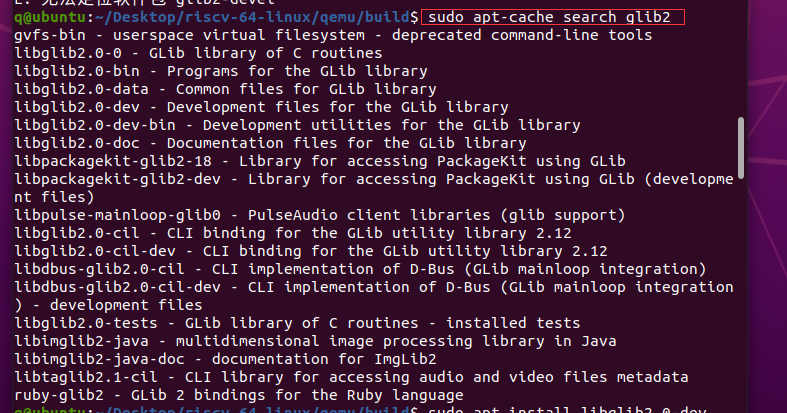 E: 无法定位软件包 glib2-devel
q@ubuntu:~/Desktop/riscv-64-linux/qemu/build$ sudo apt-cache search glib2
gvfs-bin - userspace virtual filesystem - deprecated command-line tools
libglib2.0-0 - GLib library of C routines
libglib2.0-bin - Programs for the GLib library
libglib2.0-data - Common files for GLib library
libglib2.0-dev - Development files for the GLib library
libglib2.0-dev-bin - Development utilities for the GLib library
libglib2.0-doc - Documentation files for the GLib library
libpackagekit-glib2-18 - Library for accessing PackageKit using GLib
libpackagekit-glib2-dev - Library for accessing PackageKit using GLib (developme
nt files)
libpulse-mainloop-glib0 - PulseAudio client libraries (glib support)
libglib2.0-cil - CLI binding for the GLib utility library 2.12
libglib2.0-cil-dev - CLI binding for the GLib utility library 2.12
libdbus-glib2.0-cil - CLI implementation of D-Bus (GLib mainloop integration)
libdbus-glib2.0-cil-dev - CLI implementation of D-Bus (GLib mainloop integration
) - development files
libglib2.0-tests - GLib library of C routines - installed tests
libimglib2-java - multidimensional image processing library in Java
libimglib2-java-doc - documentation for ImgLib2
libtaglib2.1-cil - CLI library for accessing audio and video files metadata
ruby-glib2 - GLib 2 bindings for the Ruby language
q@ubuntu:~/Desktop/riscv-64-linux/qemu/build$ sudo apt install libglib2.0-dev